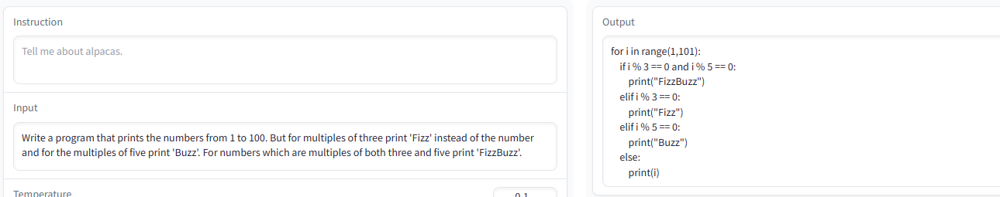 Instruction
Tell me about alpacas.
Input
Write a program that prints the numbers from 1 to 100. But for multiples of three print 'Fizz' instead of the number
and for the multiples of five print 'Buzz'. For numbers which are multiples of both three and five print 'FizzBuzz'.
Temperature
0.1
Output
for i in range(1,101):
    if i % 3 == 0 and i % 5 == 0:
        print("FizzBuzz")
    elif i % 3 == 0:
        print("Fizz")
    elif i % 5 == 0:
        print("Buzz")
    else:
        print(i)